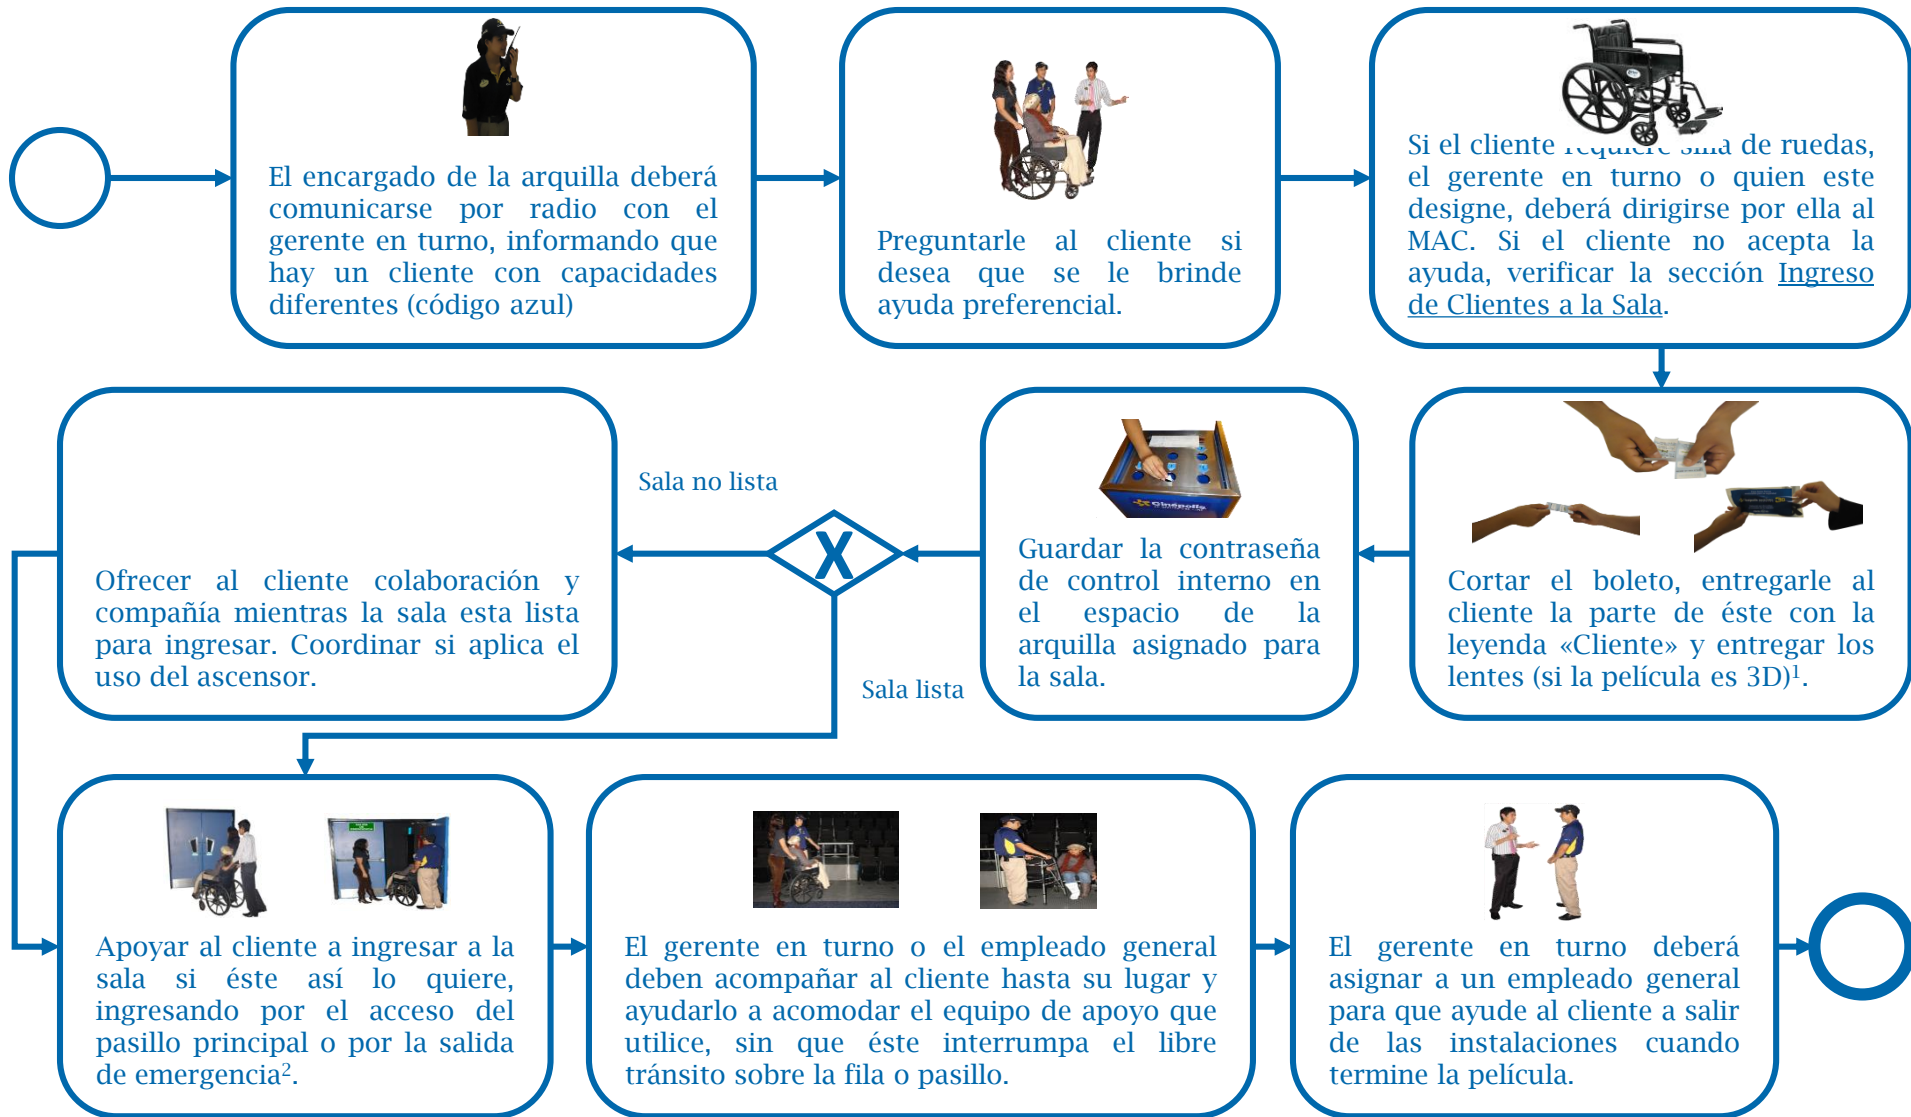 El encargado de la arquilla deberá
comunicarse por radio con el
gerente en turno, informando que
hay un cliente con capacidades
diferentes (código azul)
Preguntarle al cliente si
desea que se le brinde
ayuda preferencial.
Si el cliente requiere silla de ruedas,
el gerente en turno o quien este
designe, deberá dirigirse por ella al
MAC. Si el cliente no acepta la
ayuda, verificar la sección Ingreso
de Clientes a la Sala.
Cortar el boleto, entregarle al
cliente la parte de éste con la
leyenda «Cliente» y entregar los
lentes (si la película es 3D)¹.
Cinépolis
Guardar la contraseña
de control interno en
el espacio de la
arquilla asignado para
la sala.
X
Sala no lista
Sala lista
Ofrecer al cliente colaboración y
compañía mientras la sala esta lista
para ingresar. Coordinar si aplica el
uso del ascensor.
Apoyar al cliente a ingresar a la
sala si éste así lo quiere,
ingresando por el acceso del
pasillo principal o por la salida
de emergencia².
El gerente en turno o el empleado general
deben acompañar al cliente hasta su lugar y
ayudarlo a acomodar el equipo de apoyo que
utilice, sin que éste interrumpa el libre
tránsito sobre la fila o pasillo.
El gerente en turno deberá
asignar a un empleado general
para que ayude al cliente a salir
de las instalaciones cuando
termine la película.